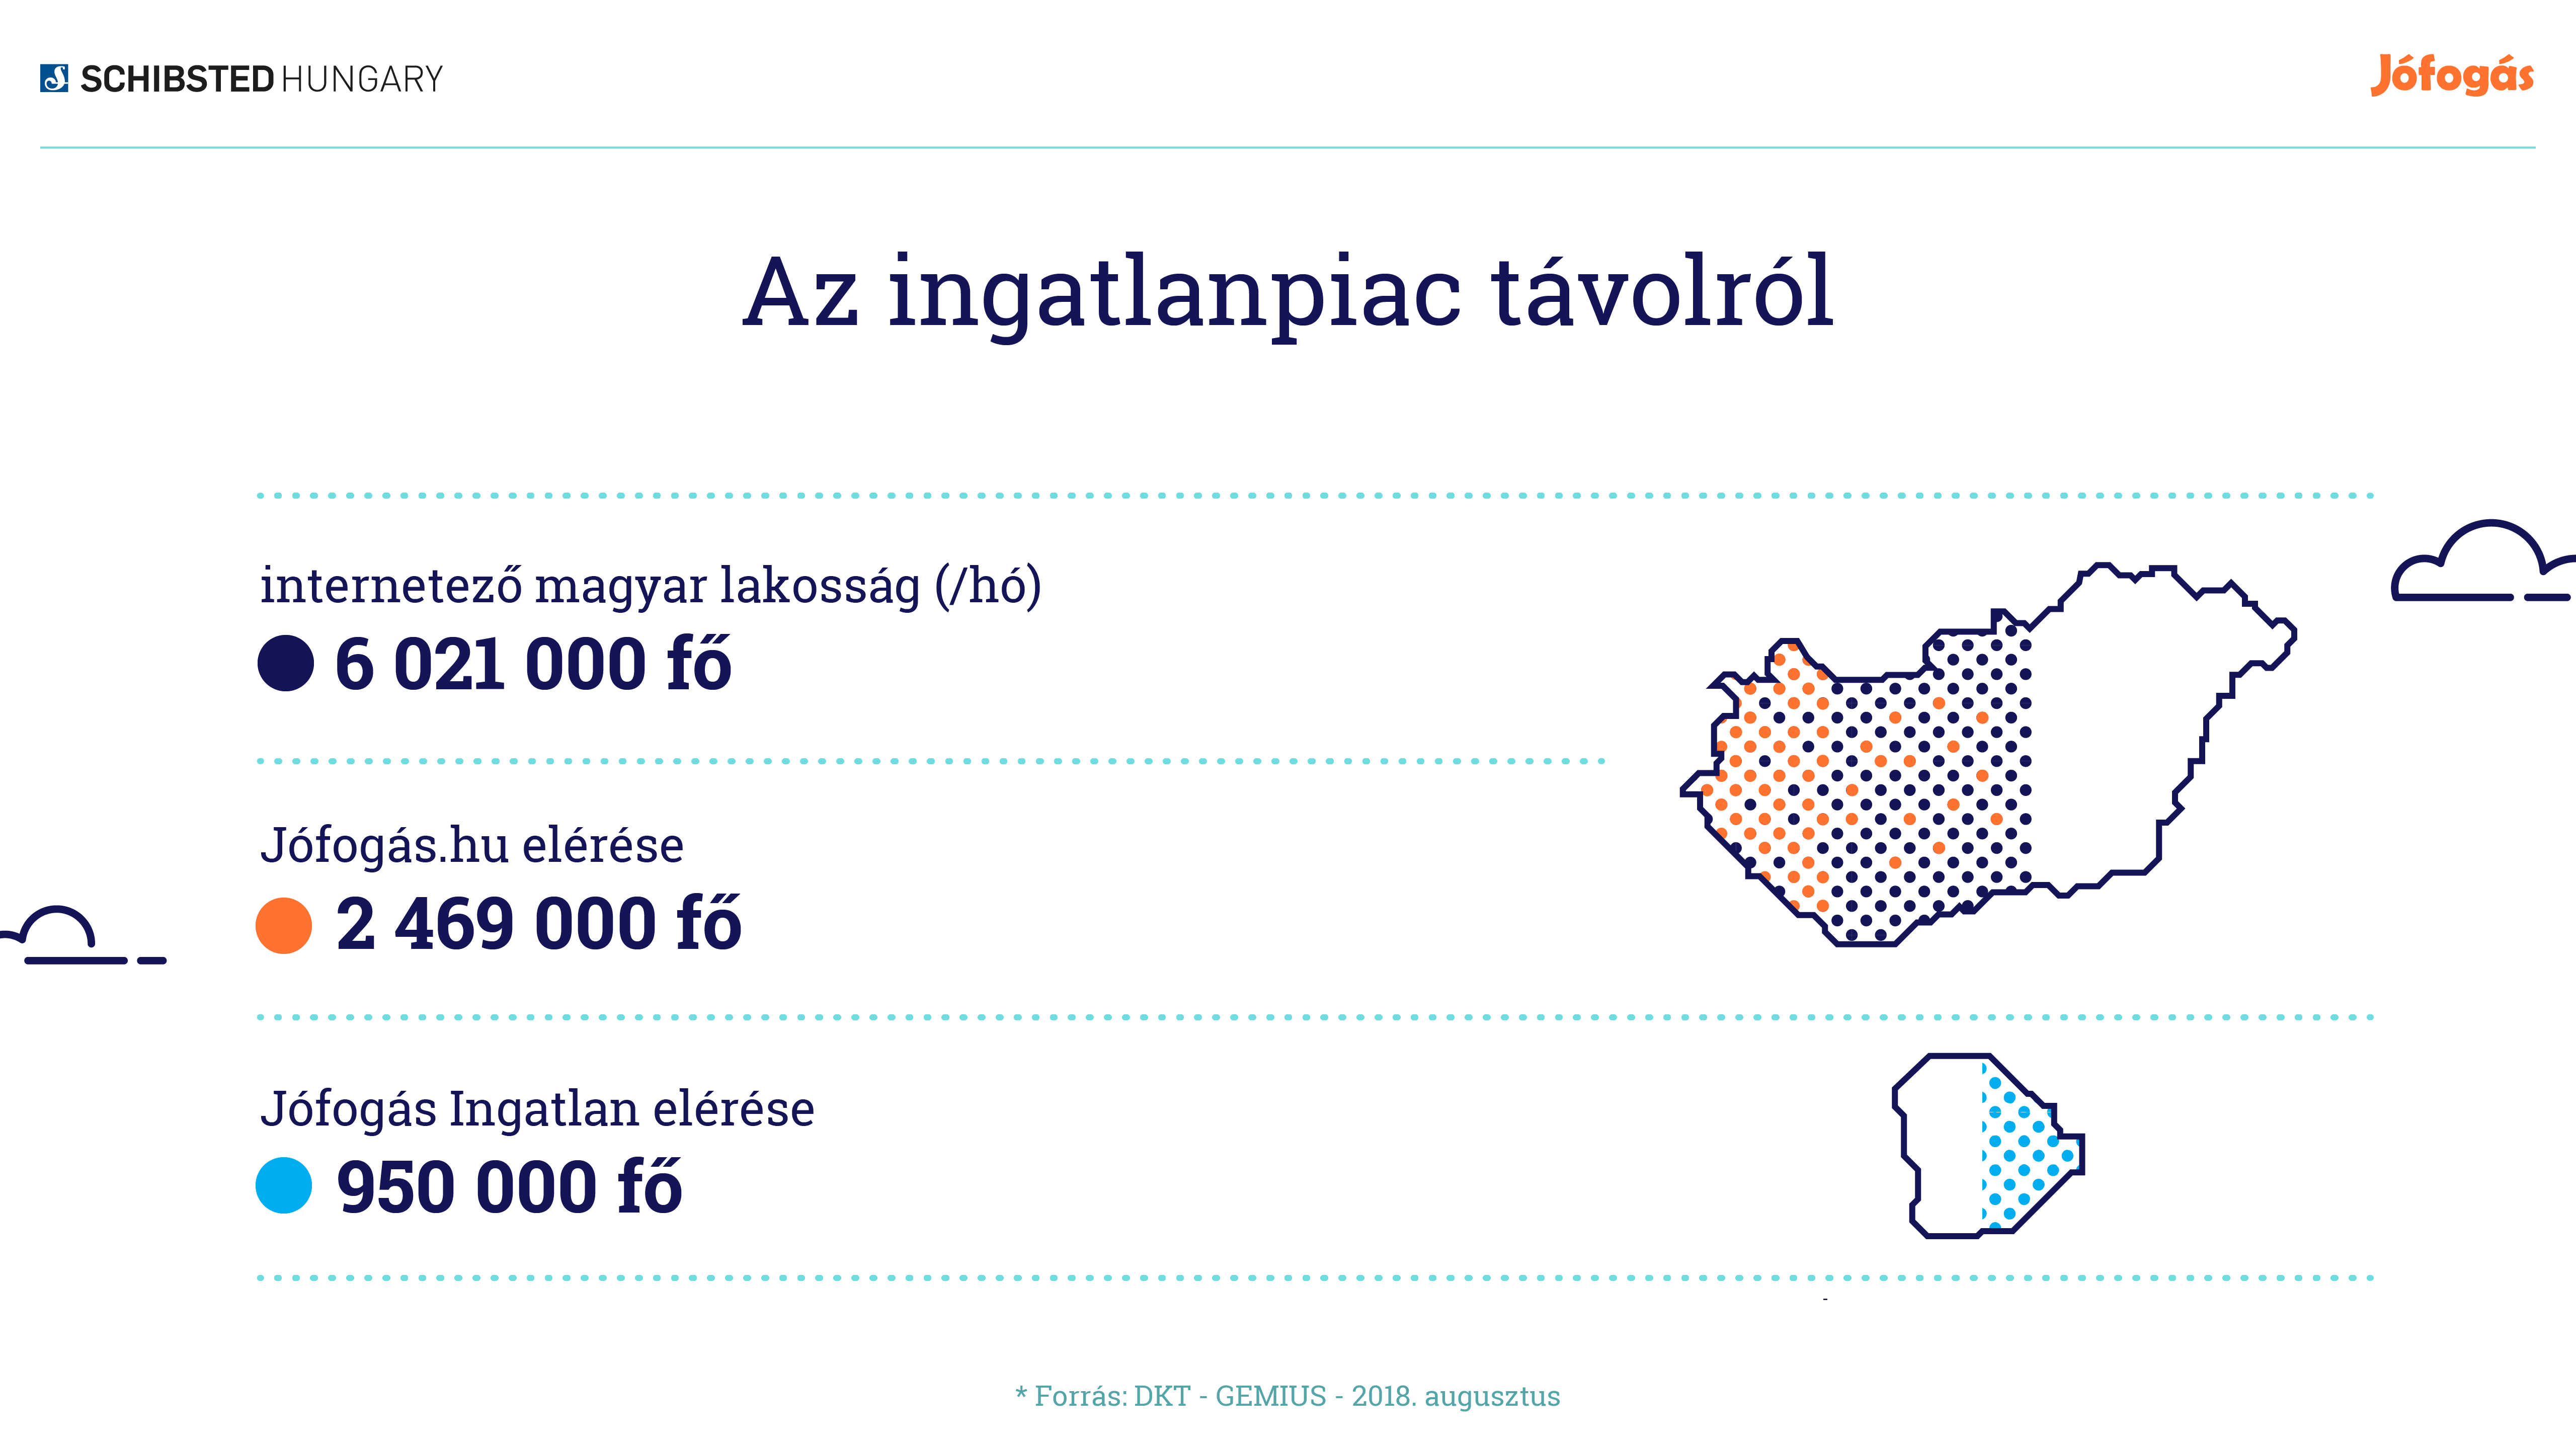 SCHIBSTED HUNGARY
Jófogás
Az ingatlanpiac távolról
internetező magyar lakosság (/hó)
6 021 000 fő
Jófogás.hu elérése
2 469 000 fő
Jófogás Ingatlan elérése
950 000 fő
-
* Forrás: DKT - GEMIUS - 2018. augusztus